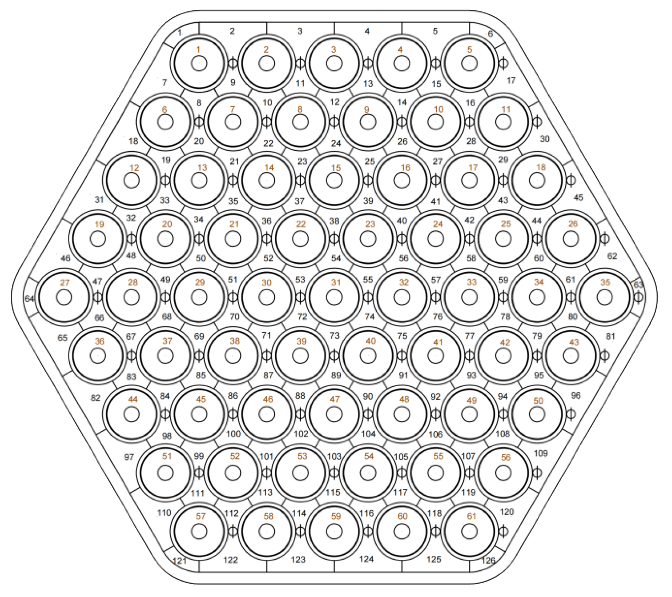 1 2 3 4 5 6
1 2 3 4 5
7 9 11 13 15 17
8 10 12 14 16
6 7 8 9 10 11
18 20 22 24 26 28 30
19 21 23 25 27 29
12 13 14 15 16 17 18
31 33 35 37 39 41 43 45
32 34 36 38 40 42 44
19 20 21 22 23 24 25 26
46 48 50 52 54 56 58 60 62
47 49 51 53 55 57 59 61 63
27 28 29 30 31 32 33 34 35
64 66 68 70 72 74 76 78 80
65 67 69 71 73 75 77 79 81
36 37 38 39 40 41 42 43
83 85 87 89 91 93 95
82 84 86 88 90 92 94 96
44 45 46 47 48 49 50
98 100 102 104 106 108
97 99 101 103 105 107 109
51 52 53 54 55 56
111 113 115 117 119
110 112 114 116 118 120
57 58 59 60 61
121 122 123 124 125 126